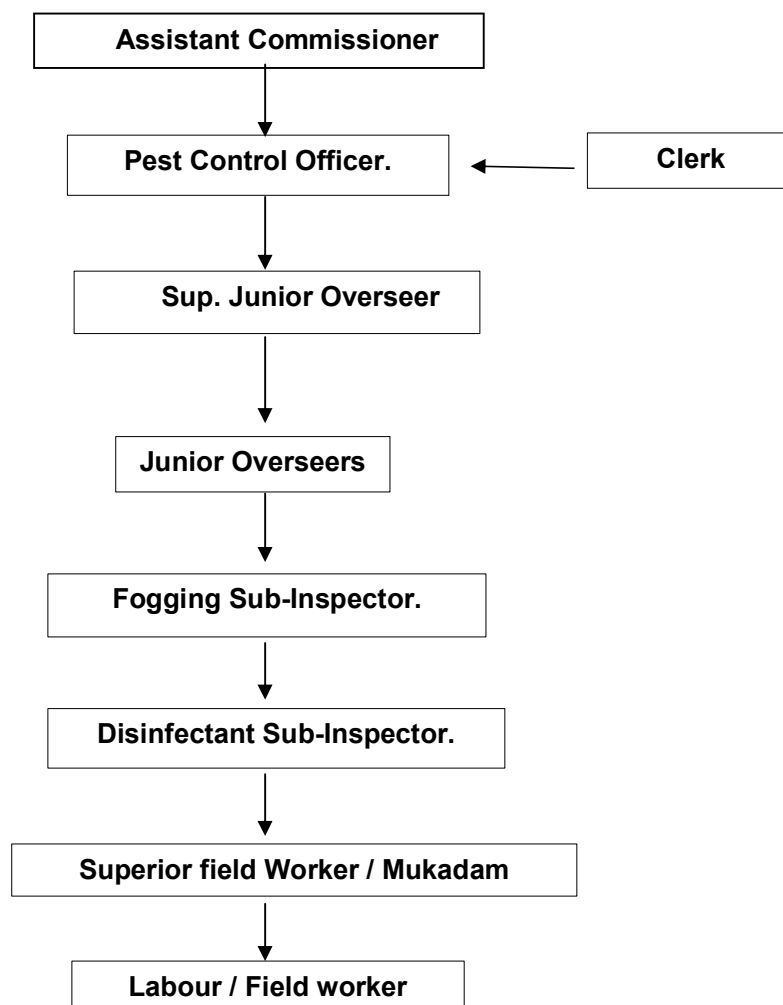 Assistant Commissioner
Pest Control Officer.
Clerk
Sup. Junior Overseer
Junior Overseers
Fogging Sub-Inspector.
Disinfectant Sub-Inspector.
Superior field Worker / Mukadam
Labour / Field worker